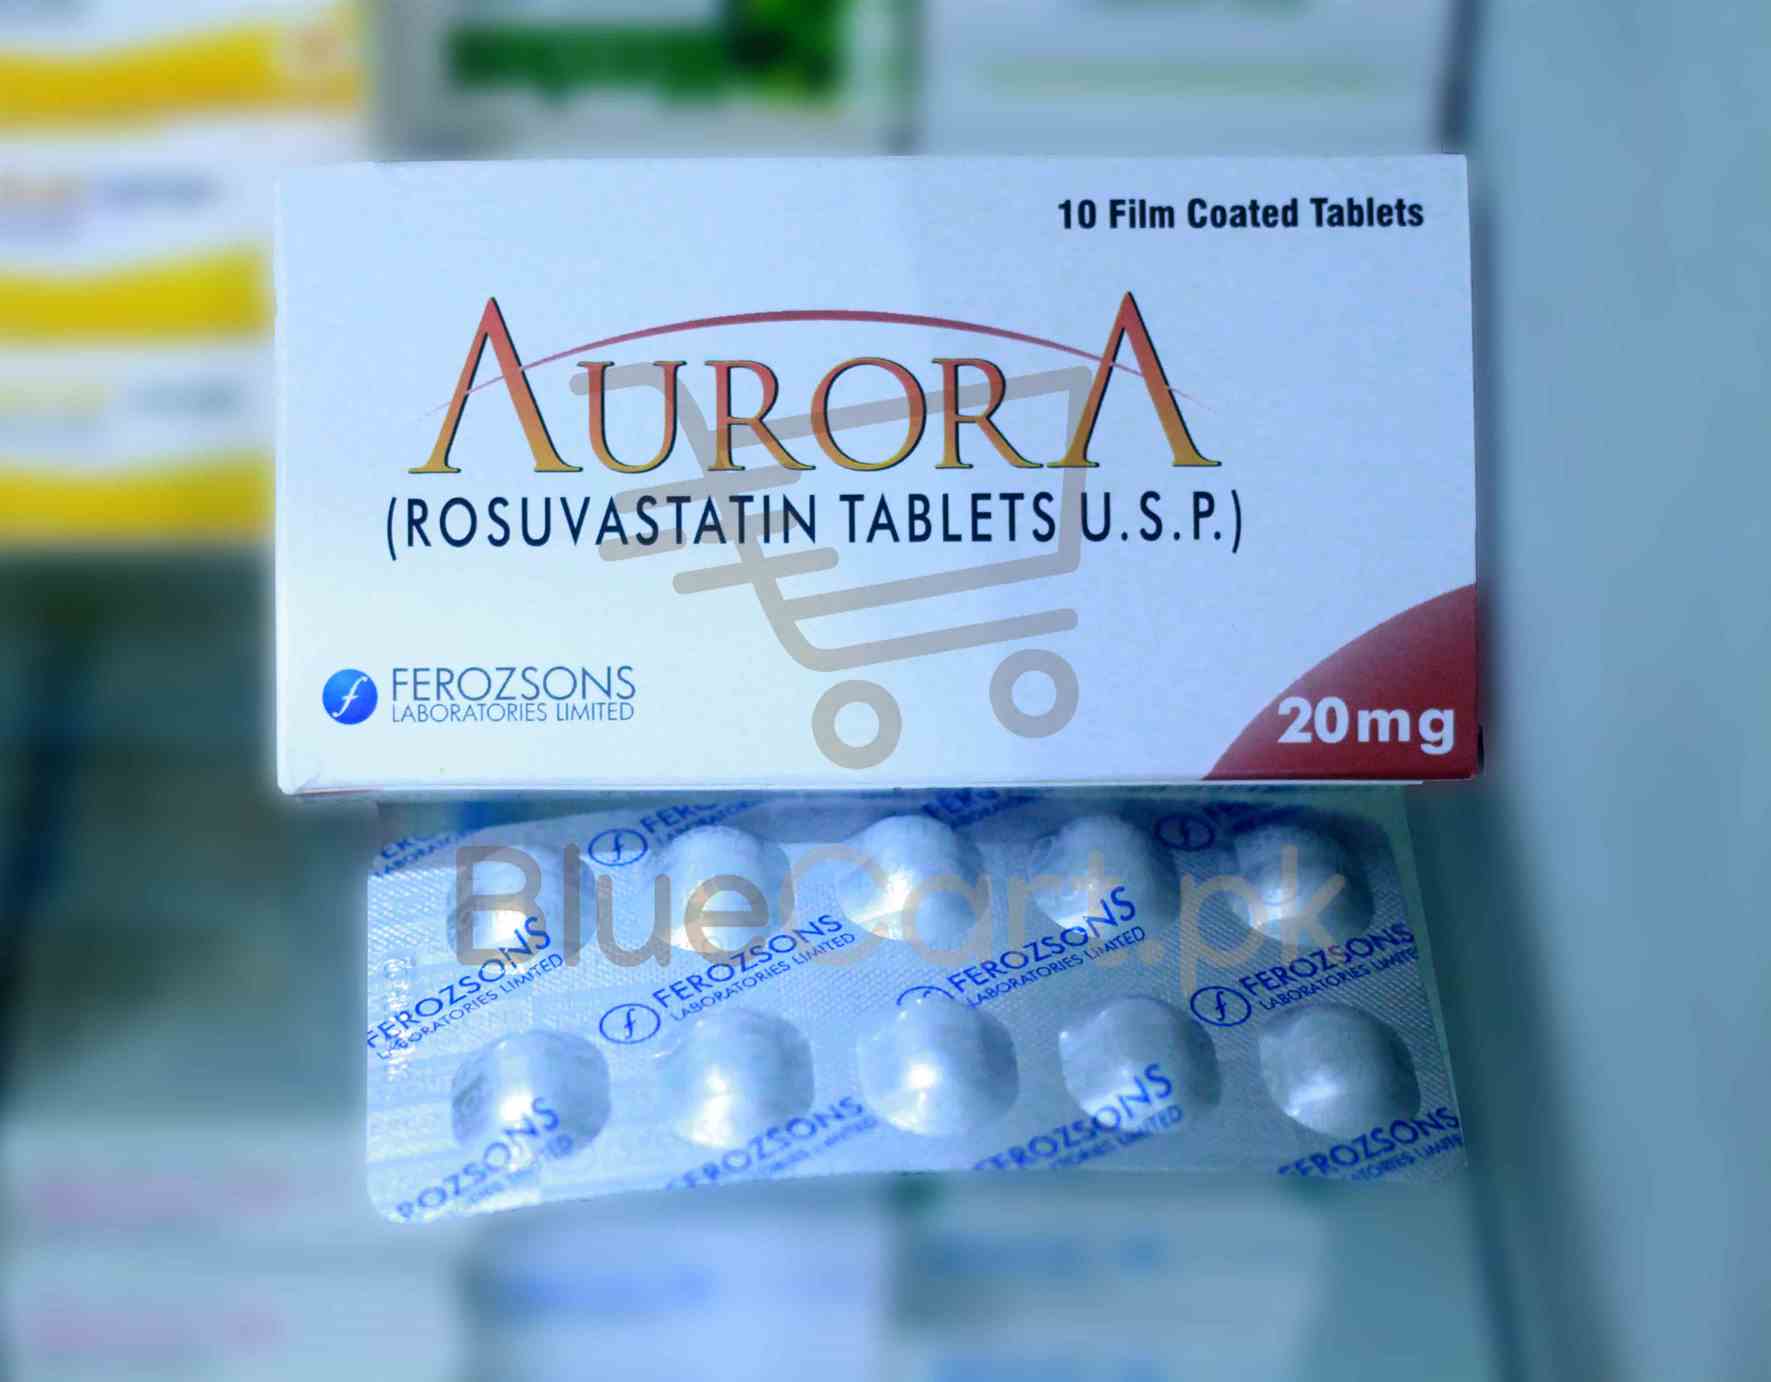 10 Film Coated Tablets
AURORA
(ROSUVASTATIN TABLETS U.S.P.)
f FEROZSONS
LABORATORIES LIMITED
20mg
BlueCart.pk
FEROZSONS
LABORATORIES LIMITED
f FEROZSONS
LABORATORIES LIMITED
FEROZSONS
LABORATORIES LIMITED
f FEROZSONS
LABORATORIES LIMITED
ROZSONS
FEROZSONS
FEROZSONS
FEROZSONS